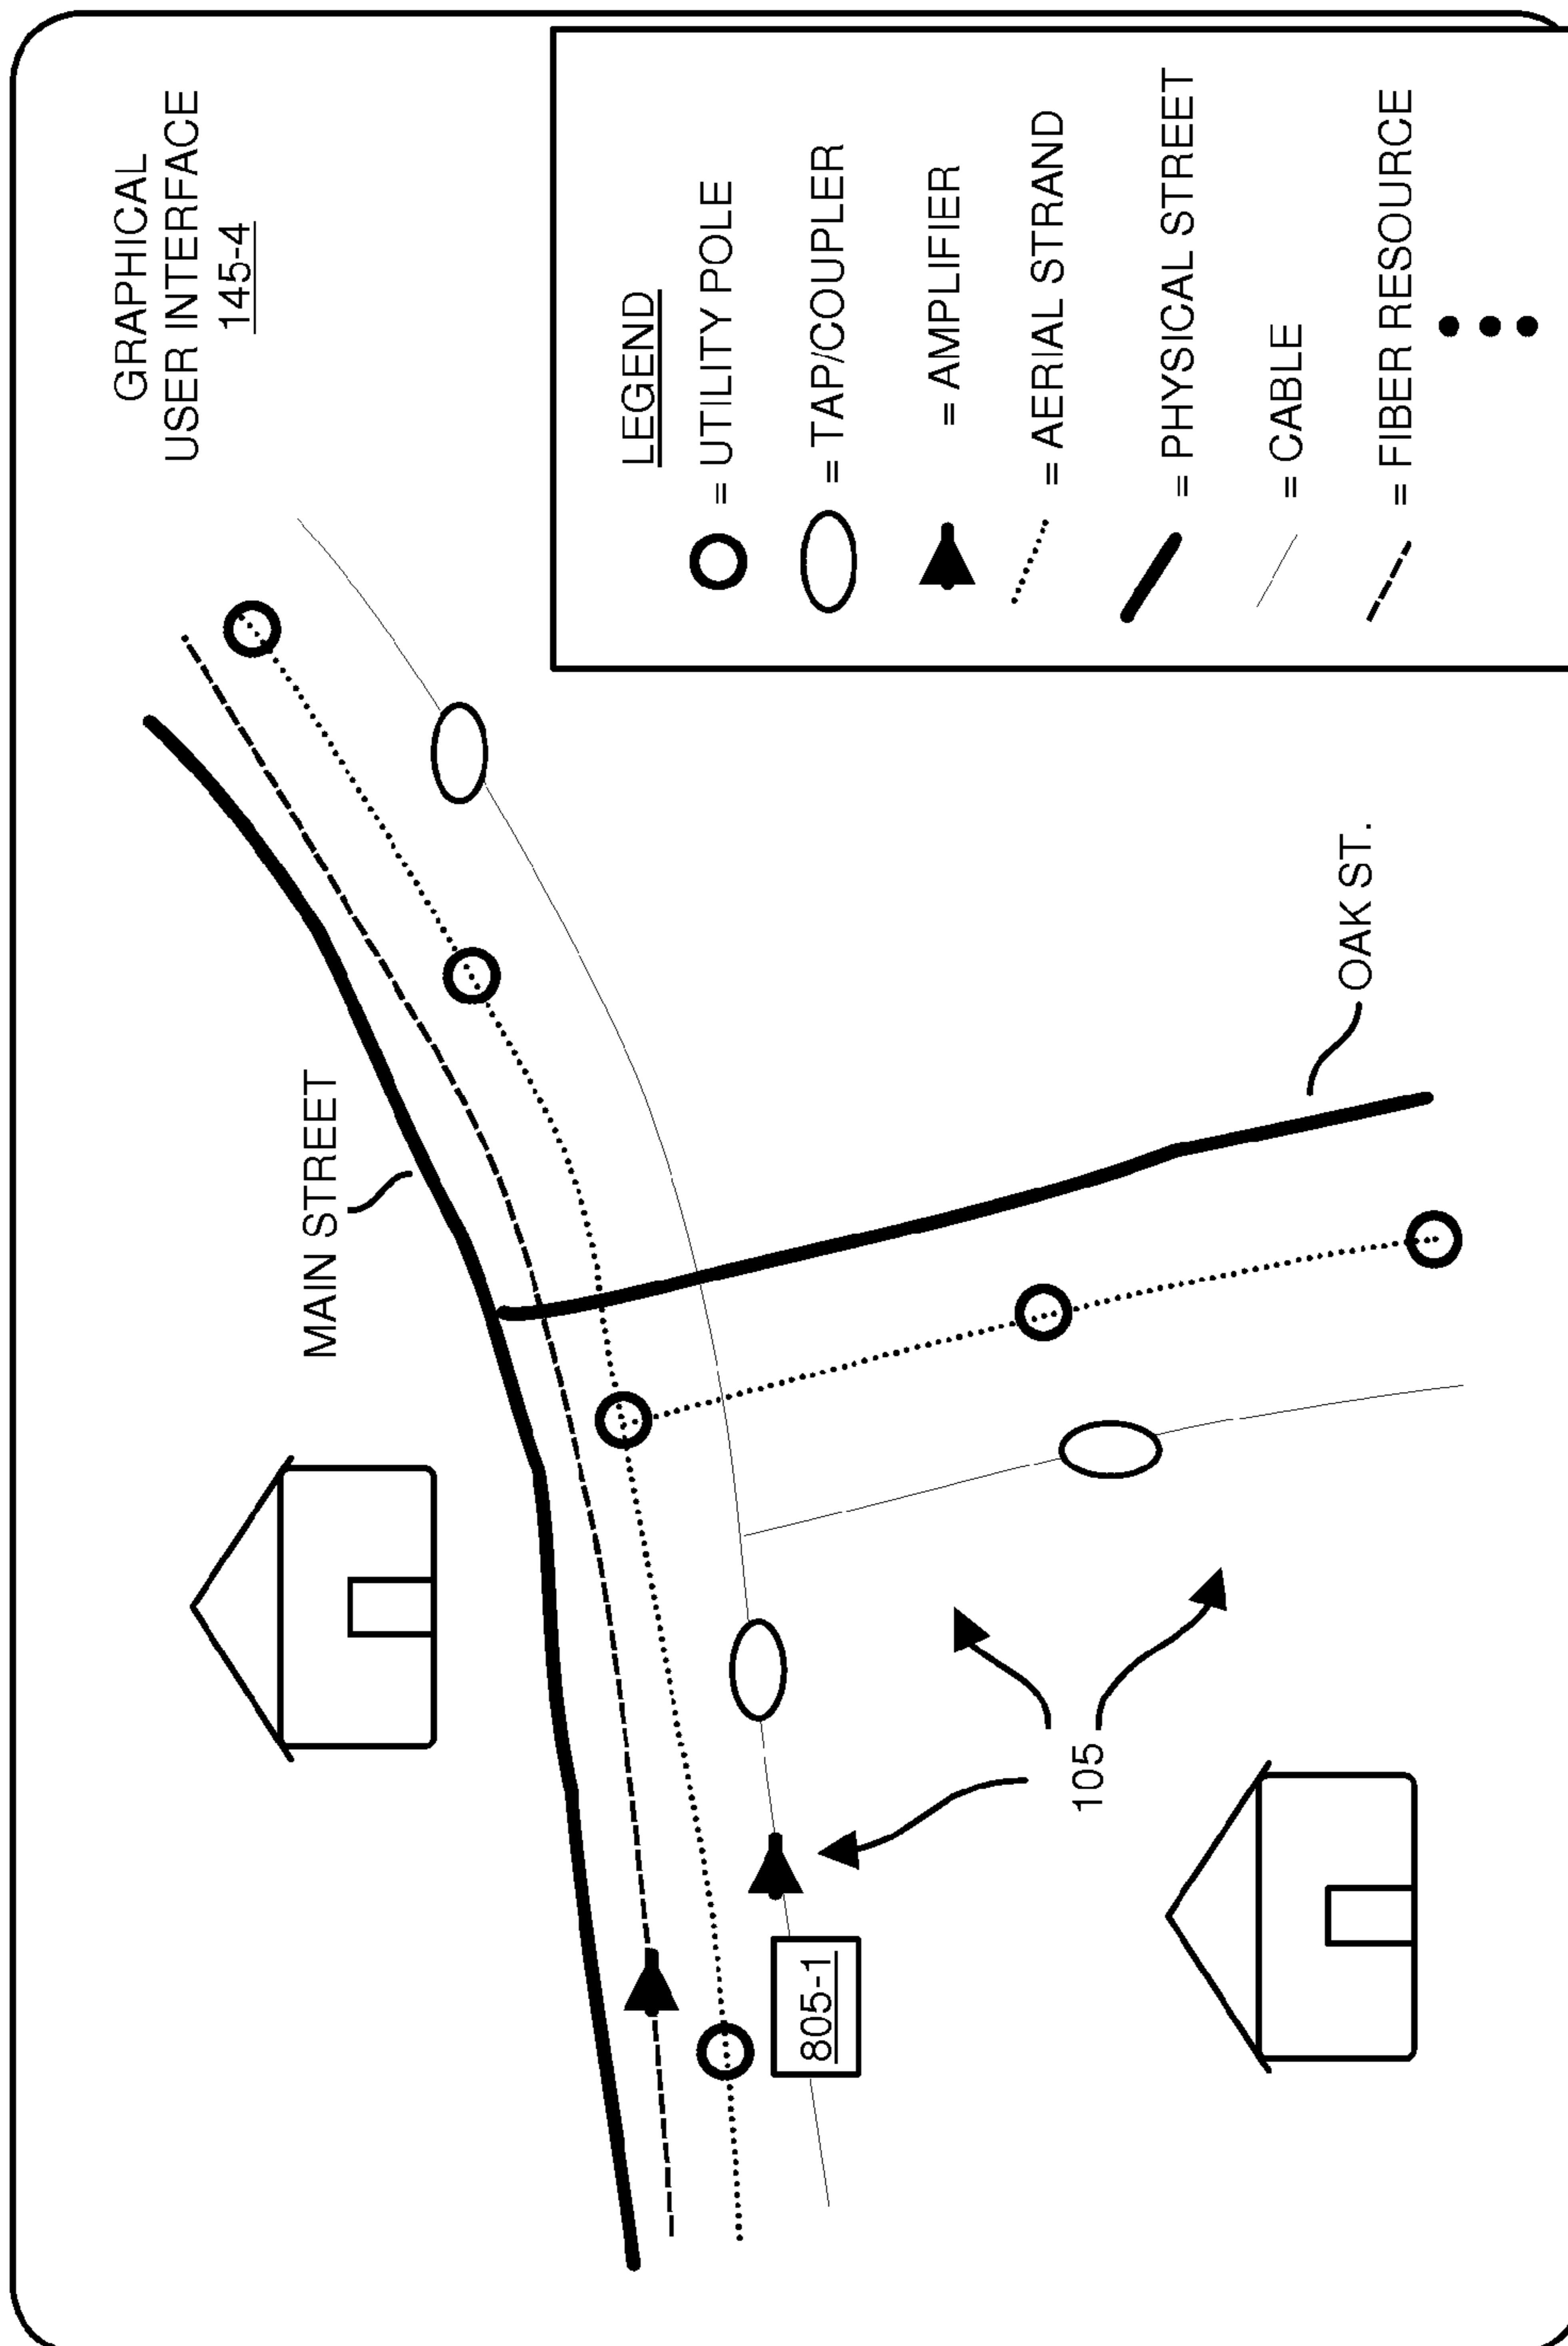 GRAPHICAL
USER INTERFACE
145-4
MAIN STREET
LEGEND
= UTILITY POLE
= TAP/COUPLER
= AMPLIFIER
= AERIAL STRAND
= PHYSICAL STREET
= CABLE
= FIBER RESOURCE
805-1
105
OAK ST.